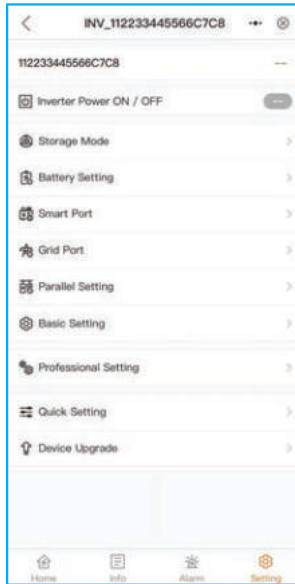 INV_112233445566C7C8
112233445566C7C8 --
Inverter Power ON / OFF
Storage Mode
Battery Setting
Smart Port
Grid Port
Parallel Setting
Basic Setting
Professional Setting
Quick Setting
Device Upgrade
Home Info Alarm Setting